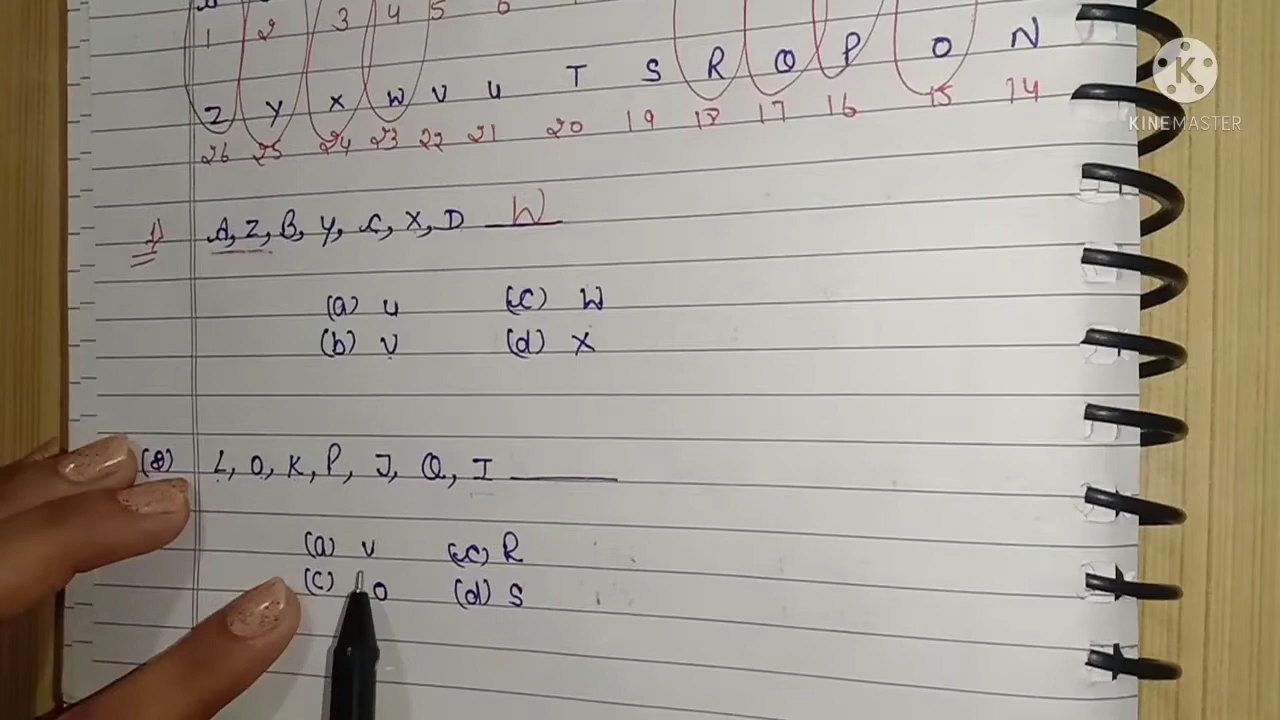 1 2 3 4 5 6
Z Y X W V U T S R Q P O N
26 25 24 23 22 21 20 19 18 17 16 15 14
K
KINEMASTER
1) A, Z, B, Y, C, X, D W
(a) U (c) W
(b) V (d) X
(8) L, O, K, P, J, Q, I
(a) V (c) R
(c) O (d) S